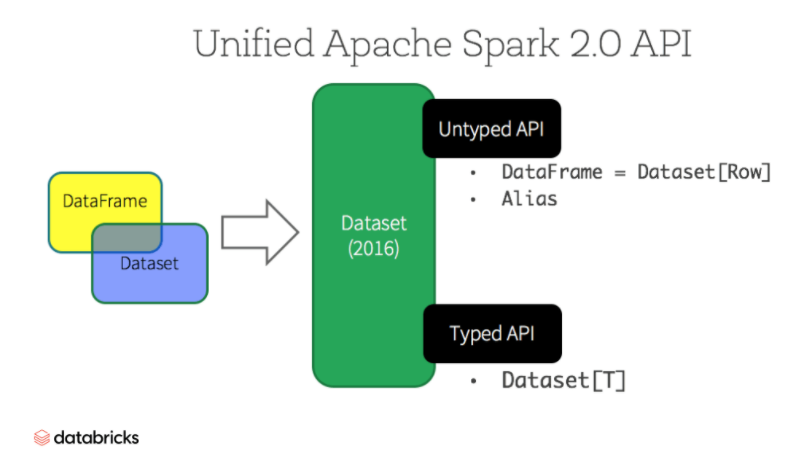 Unified Apache Spark 2.0 API
DataFrame
Dataset
Dataset
(2016)
Untyped API
• DataFrame = Dataset[Row]
• Alias
Typed API
• Dataset[T]
databricks